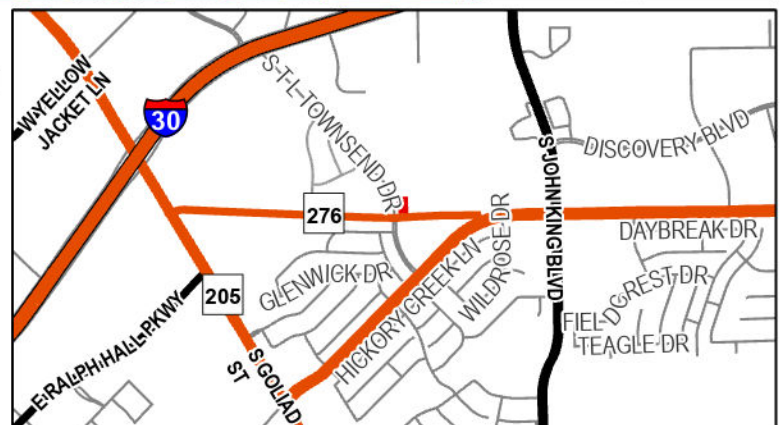 W YELLOW
JACKET LN
30
S T L TOWNSEND DR
S JOHN KING BLVD
DISCOVERY BLVD
276
DAYBREAK DR
WILDROSE DR
HICKORY CREEK LN
GLENWICK DR
205
FIELDCREST DR
TEAGLE DR
E RALPH HALL PKWY
S GOLIAD
ST